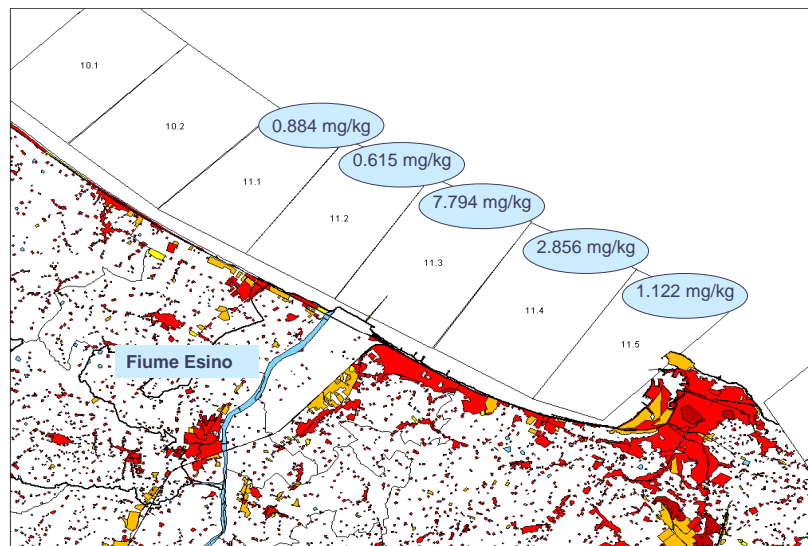 10.1
10.2
0.884 mg/kg
11.1
0.615 mg/kg
11.2
7.794 mg/kg
11.3
2.856 mg/kg
11.4
1.122 mg/kg
11.5
Fiume Esino